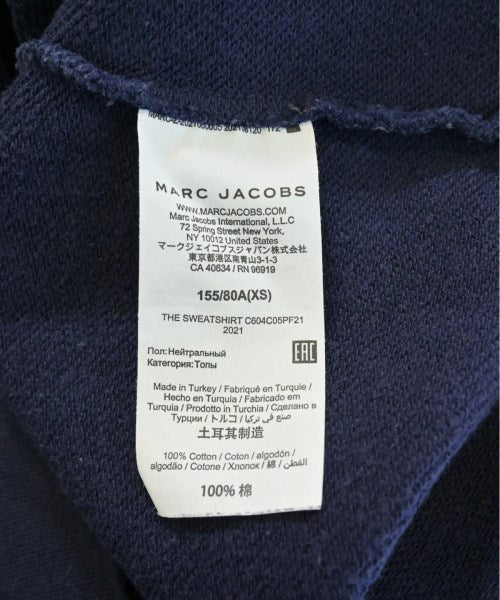 MARC JACOBS
WWW.MARCJACOBS.COM
Marc Jacobs International, L.L.C
72 Spring Street New York,
NY 10012 United States
マークジェイコブスジャパン株式会社
東京都港区南青山3-1-3
CA 40634 / RN 96919
155/80A(XS)
THE SWEATSHIRT C604C05PF21
2021
Пол:Нейтральный
Категория:Топы
EAC
Made in Turkey / Fabriqué en Turquie /
Hecho en Turquia / Fabricado em
Turquia / Prodotto in Turchia / Сделано в
Турции / トルコ / صنع في تركيا
土耳其制造
100% Cotton / Coton / algodón /
algodão / Cotone / Хлопок / 綿 / القطن /
100% 棉